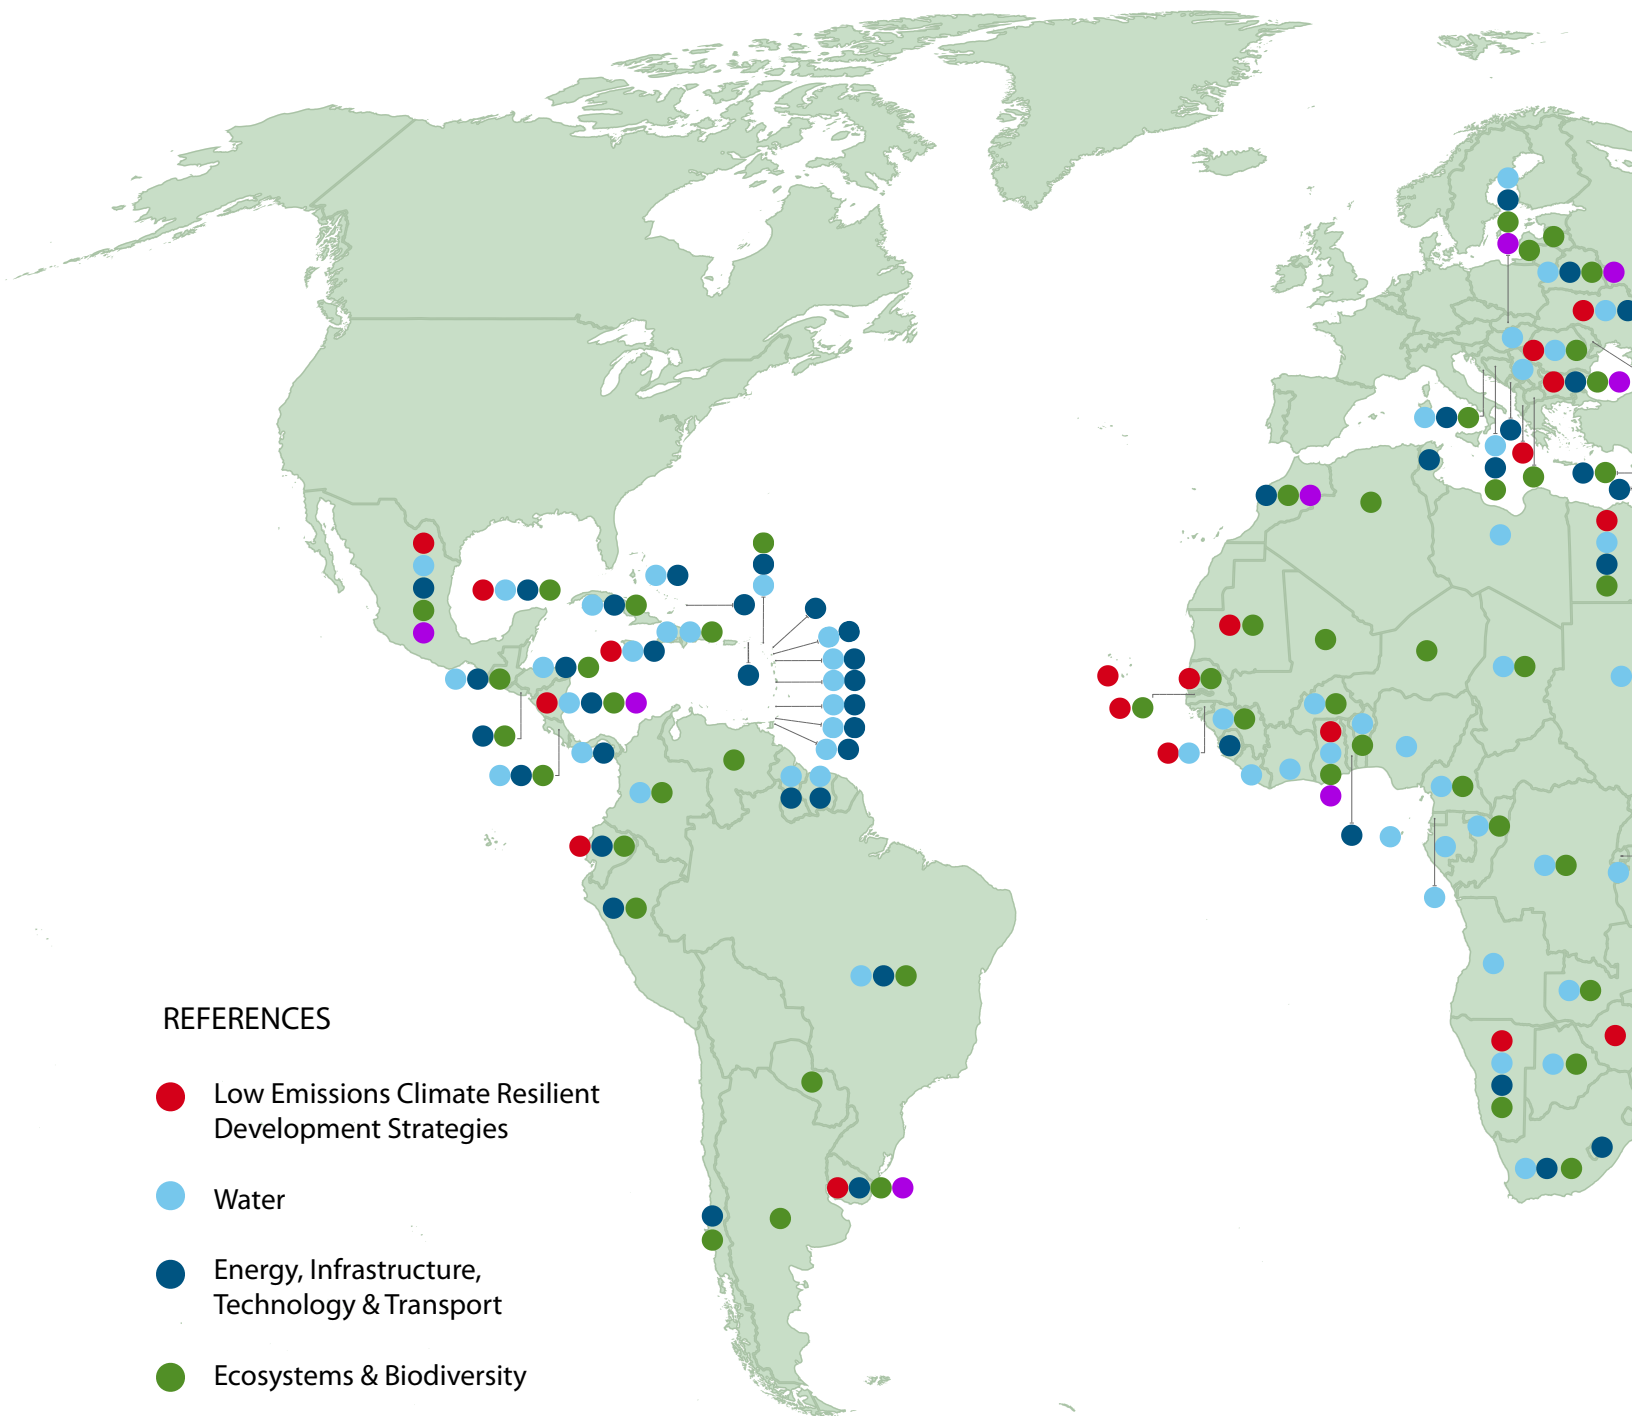 REFERENCES
Low Emissions Climate Resilient
Development Strategies
Water
Energy, Infrastructure,
Technology & Transport
Ecosystems & Biodiversity